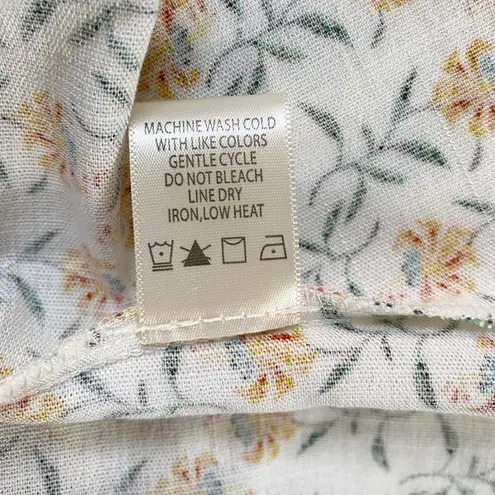 MACHINE WASH COLD
WITH LIKE COLORS
GENTLE CYCLE
DO NOT BLEACH
LINE DRY
IRON,LOW HEAT